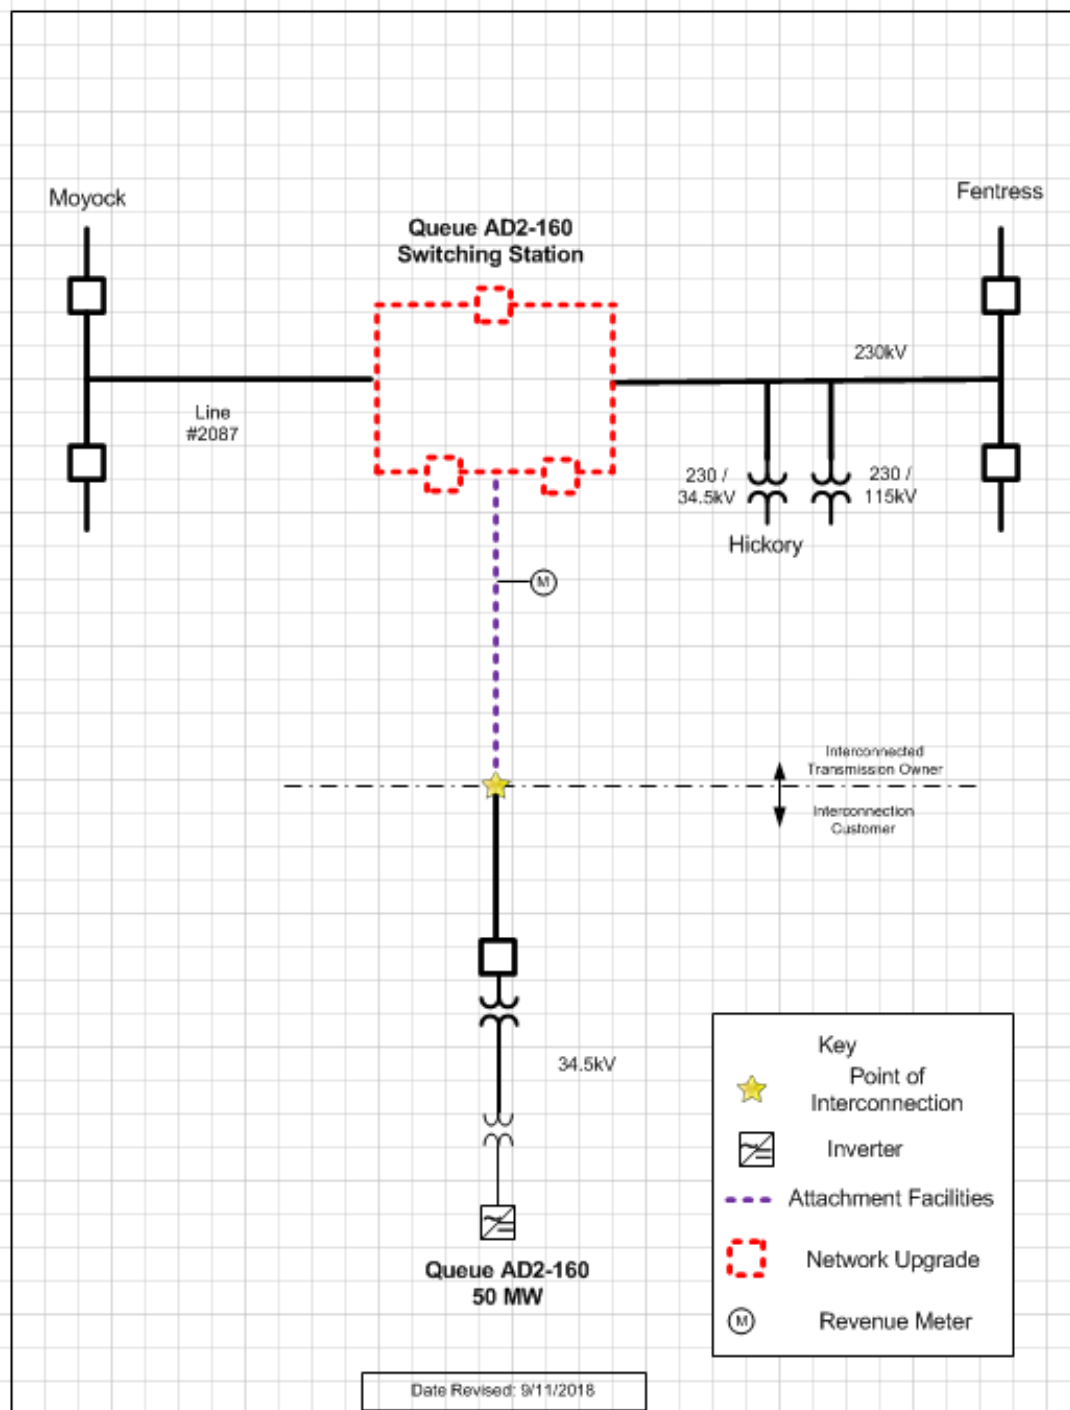 Moyock
Fentress
Queue AD2-160
Switching Station
230kV
Line
#2087
230 /
34.5kV
230 /
115kV
Hickory
M
Interconnected
Transmission Owner
Interconnection
Customer
34.5kV
Queue AD2-160
50 MW
Key
Point of
Interconnection
Inverter
Attachment Facilities
Network Upgrade
M
Revenue Meter
Date Revised: 9/11/2018